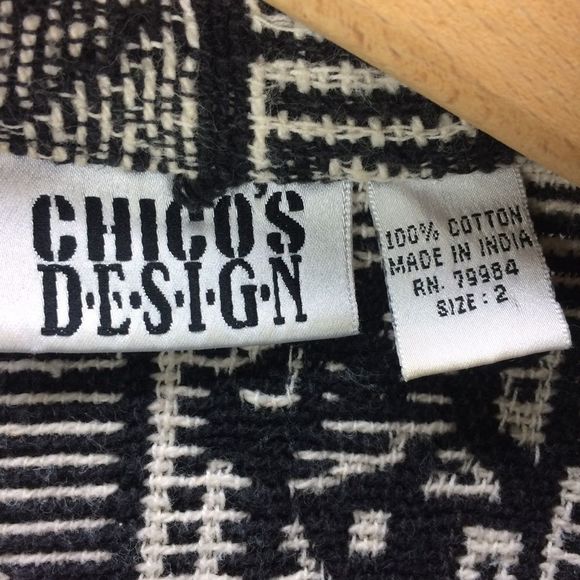 CHICO'S
D·E·S·I·G·N
100% COTTON
MADE IN INDIA
RN. 79984
SIZE: 2